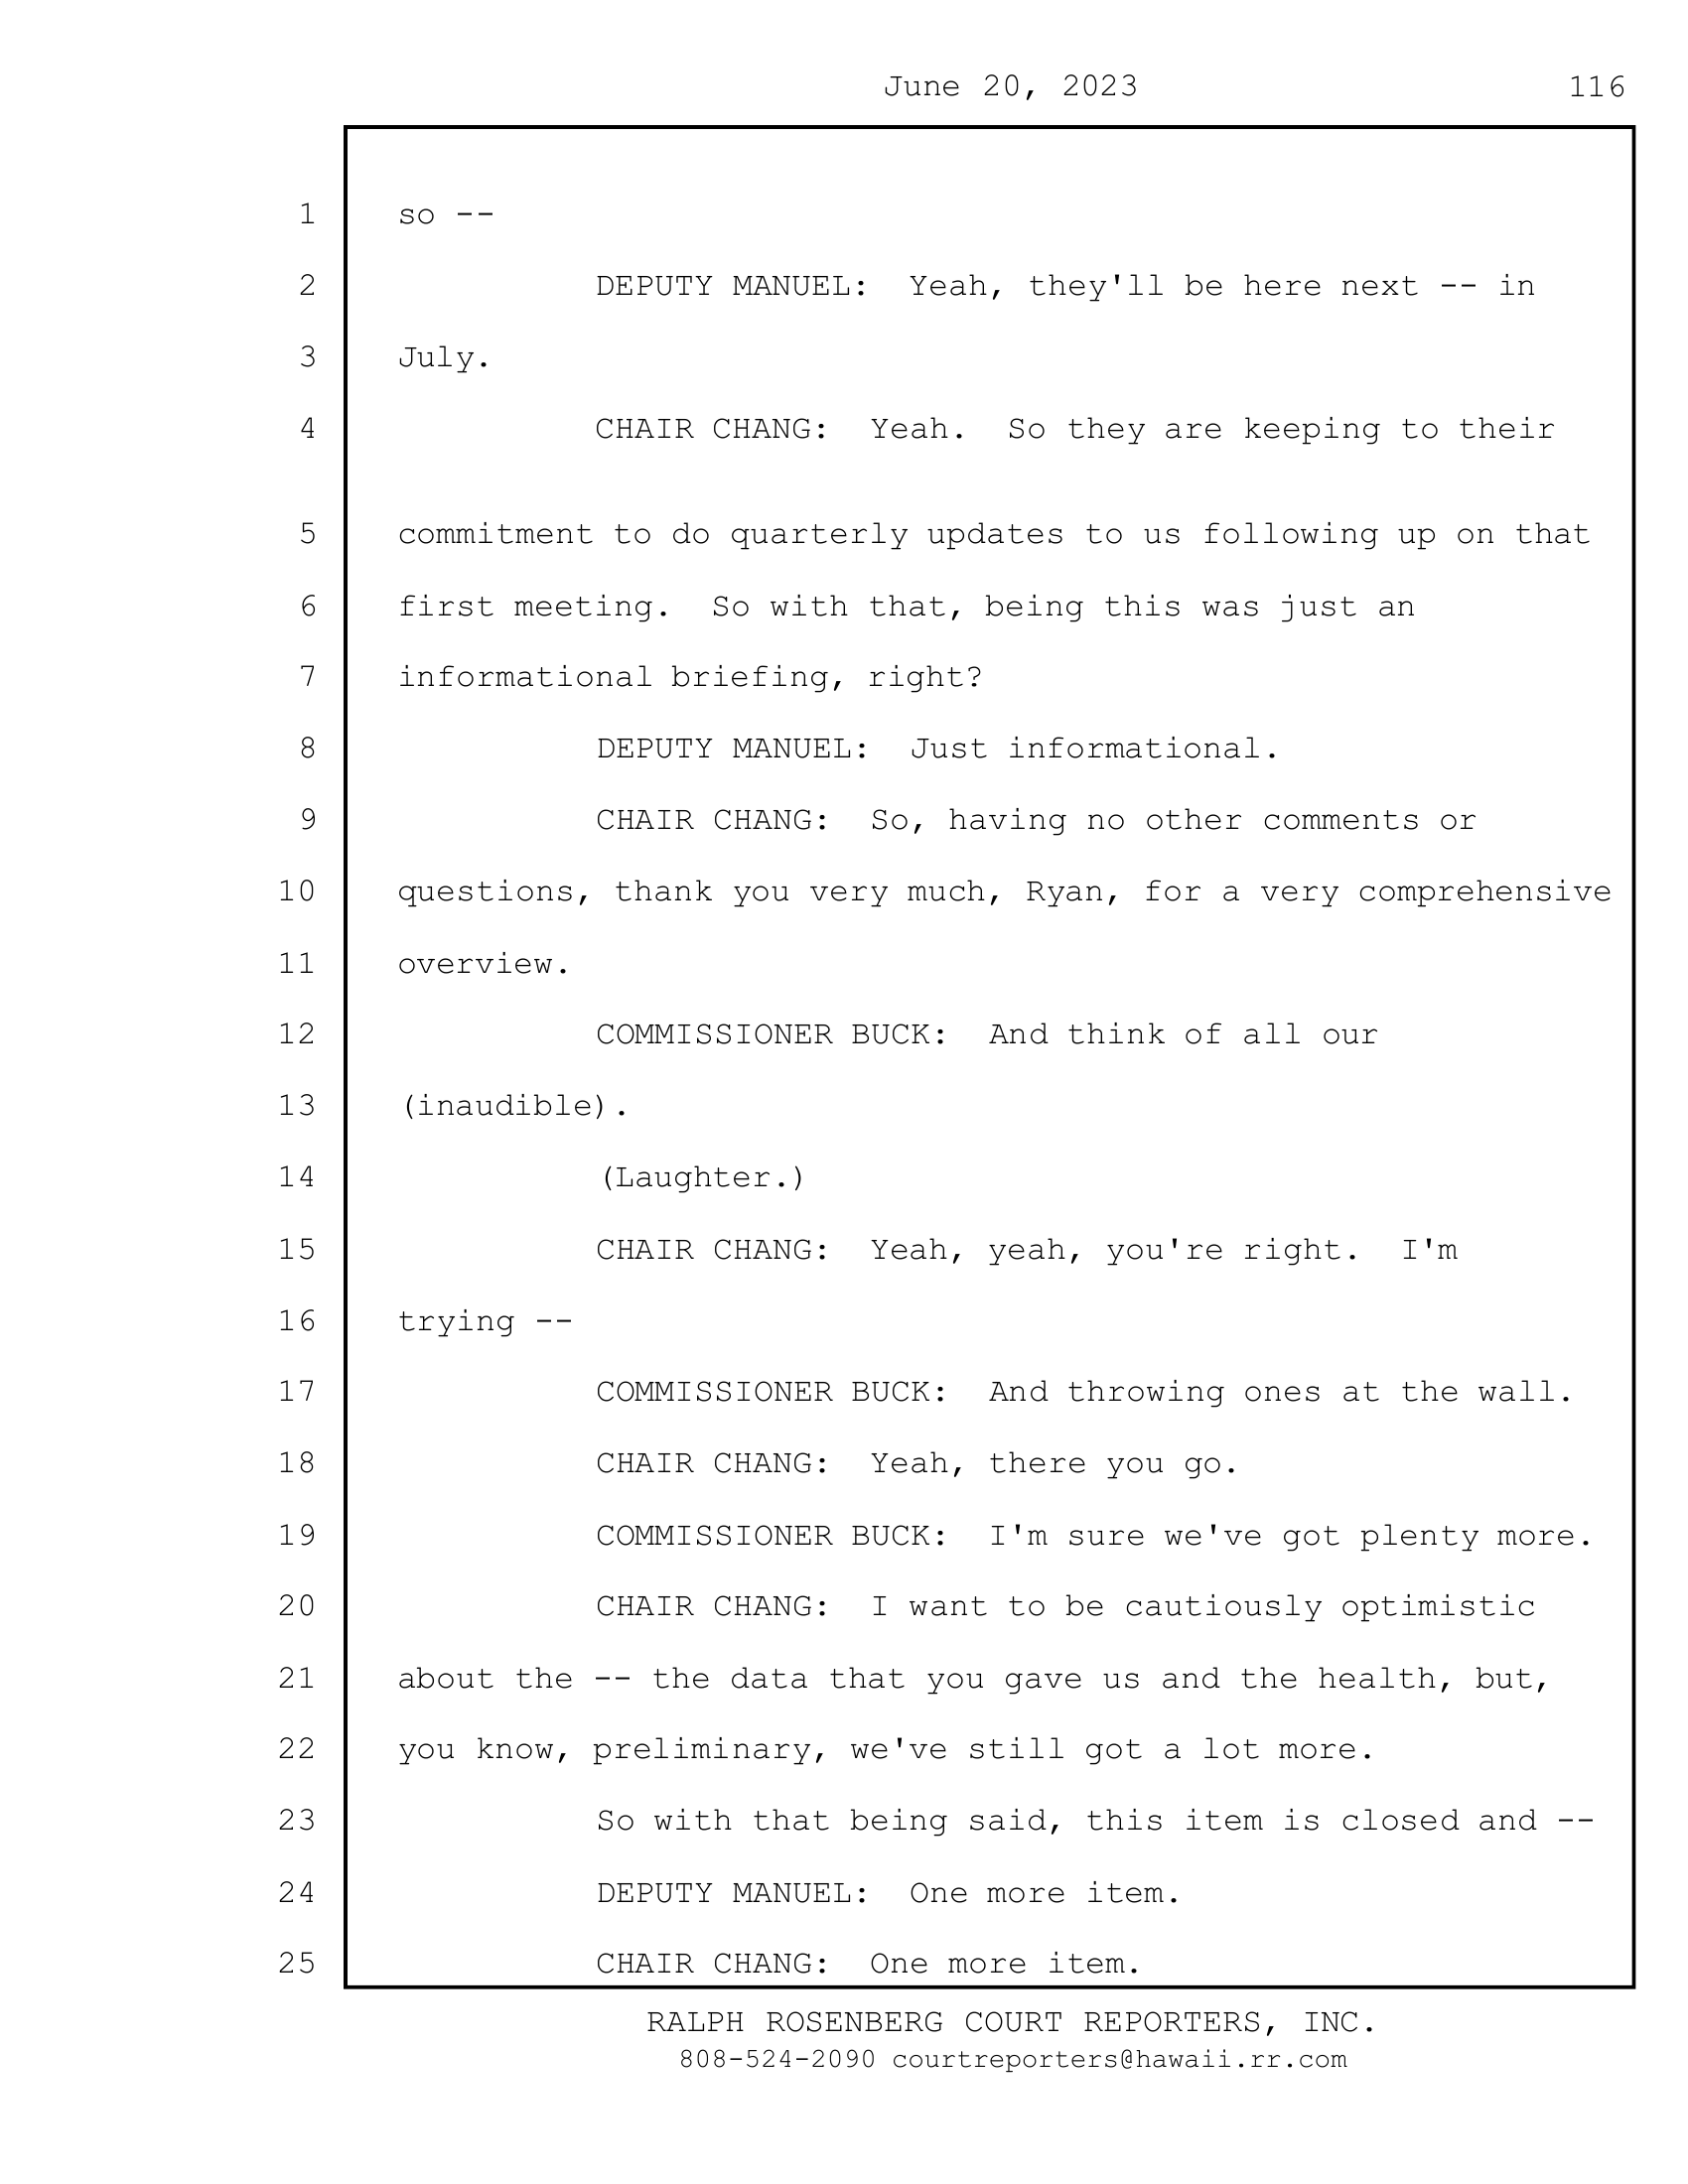 June 20, 2023 116
1 so --
2 DEPUTY MANUEL:  Yeah, they'll be here next -- in
3 July.
4 CHAIR CHANG:  Yeah.  So they are keeping to their
5 commitment to do quarterly updates to us following up on that
6 first meeting.  So with that, being this was just an
7 informational briefing, right?
8 DEPUTY MANUEL:  Just informational.
9 CHAIR CHANG:  So, having no other comments or
10 questions, thank you very much, Ryan, for a very comprehensive
11 overview.
12 COMMISSIONER BUCK:  And think of all our
13 (inaudible).
14 (Laughter.)
15 CHAIR CHANG:  Yeah, yeah, you're right.  I'm
16 trying --
17 COMMISSIONER BUCK:  And throwing ones at the wall.
18 CHAIR CHANG:  Yeah, there you go.
19 COMMISSIONER BUCK:  I'm sure we've got plenty more.
20 CHAIR CHANG:  I want to be cautiously optimistic
21 about the -- the data that you gave us and the health, but,
22 you know, preliminary, we've still got a lot more.
23 So with that being said, this item is closed and --
24 DEPUTY MANUEL:  One more item.
25 CHAIR CHANG:  One more item.
RALPH ROSENBERG COURT REPORTERS, INC.
808-524-2090 courtreporters@hawaii.rr.com